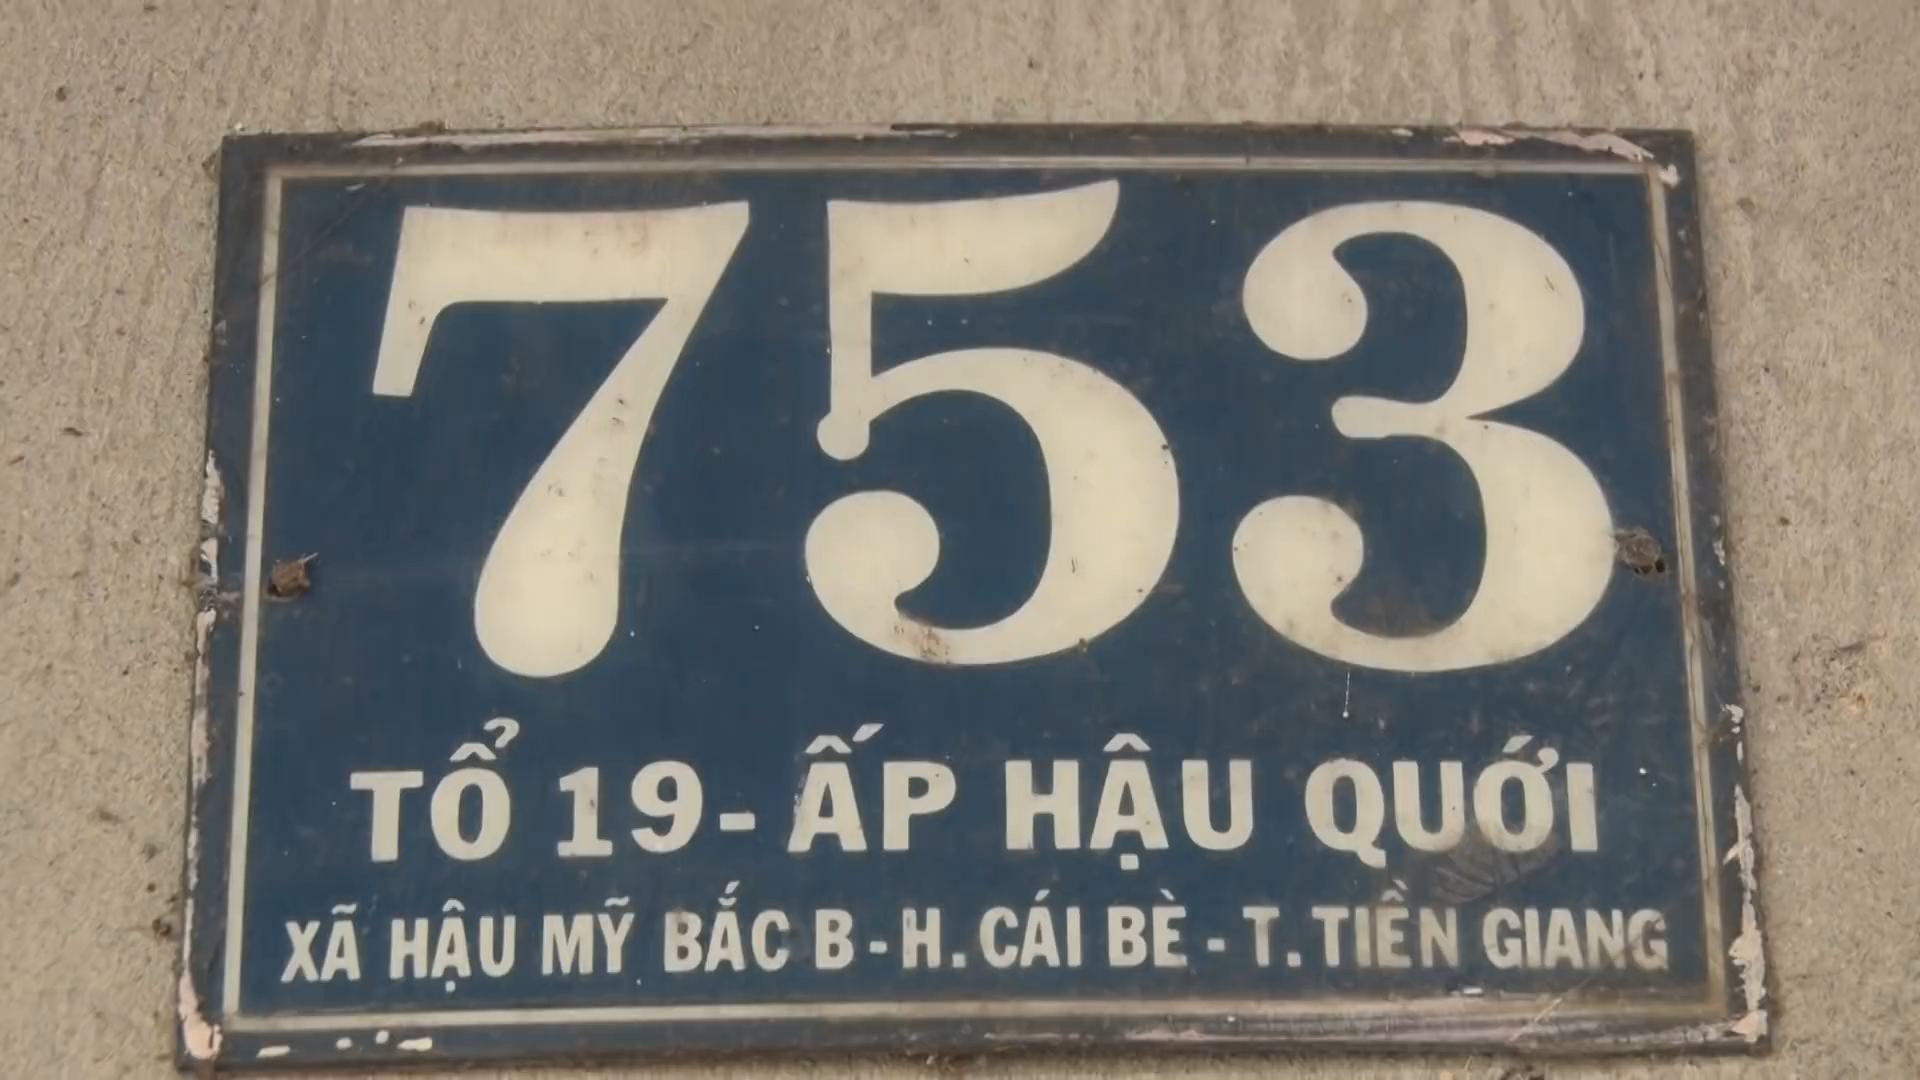 753
TỔ 19 - ẤP HẬU QUỚI
XÃ HẬU MỸ BẮC B - H. CÁI BÈ - T. TIỀN GIANG